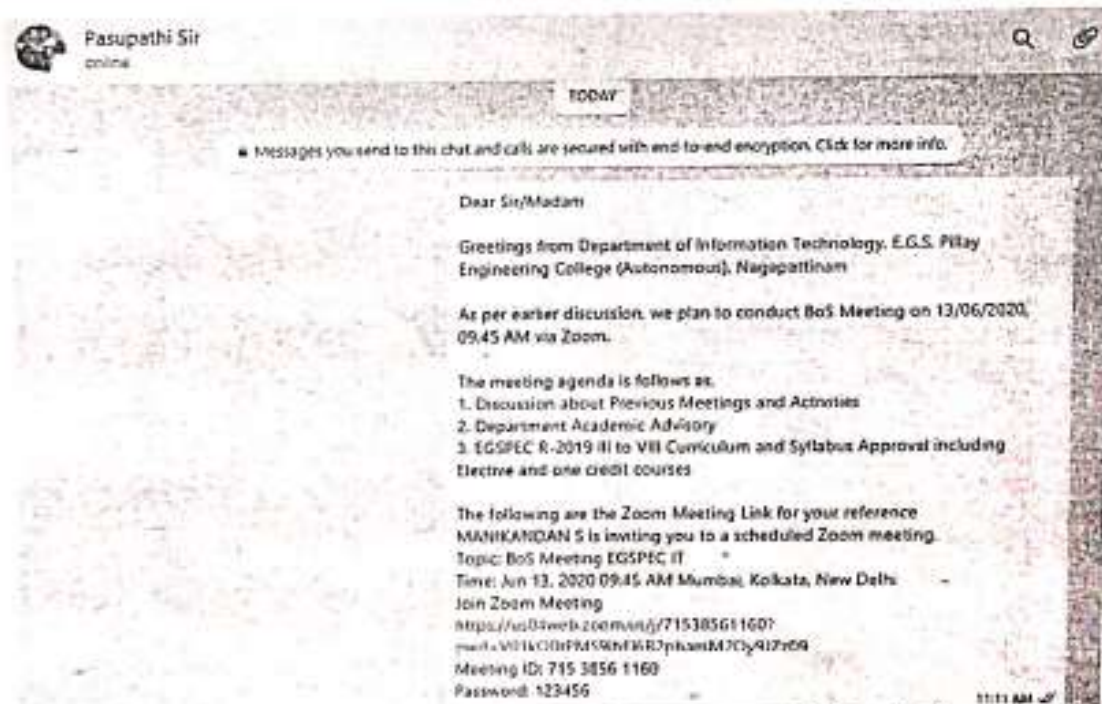 Pasupathi Sir
online
TODAY
Messages you send to this chat and calls are secured with end-to-end encryption. Click for more info.
Dear Sir/Madam
Greetings from Department of Information Technology, E.G.S. Pillay
Engineering College (Autonomous), Nagapattinam
As per earlier discussion, we plan to conduct BoS Meeting on 13/06/2020,
09.45 AM via Zoom.
The meeting agenda is follows as,
1. Discussion about Previous Meetings and Activities
2. Department Academic Advisory
3. EGSPEC R-2019 III to VIII Curriculum and Syllabus Approval including
Elective and one credit courses
The following are the Zoom Meeting Link for your reference
MANIKANDAN S is inviting you to a scheduled Zoom meeting.
Topic: BoS Meeting EGSPEC IT
Time: Jun 13, 2020 09:45 AM Mumbai, Kolkata, New Delhi
Join Zoom Meeting
https://us04web.zoom.us/j/71538561160?
Meeting ID: 715 3856 1160
Password: 123456
11:11 AM